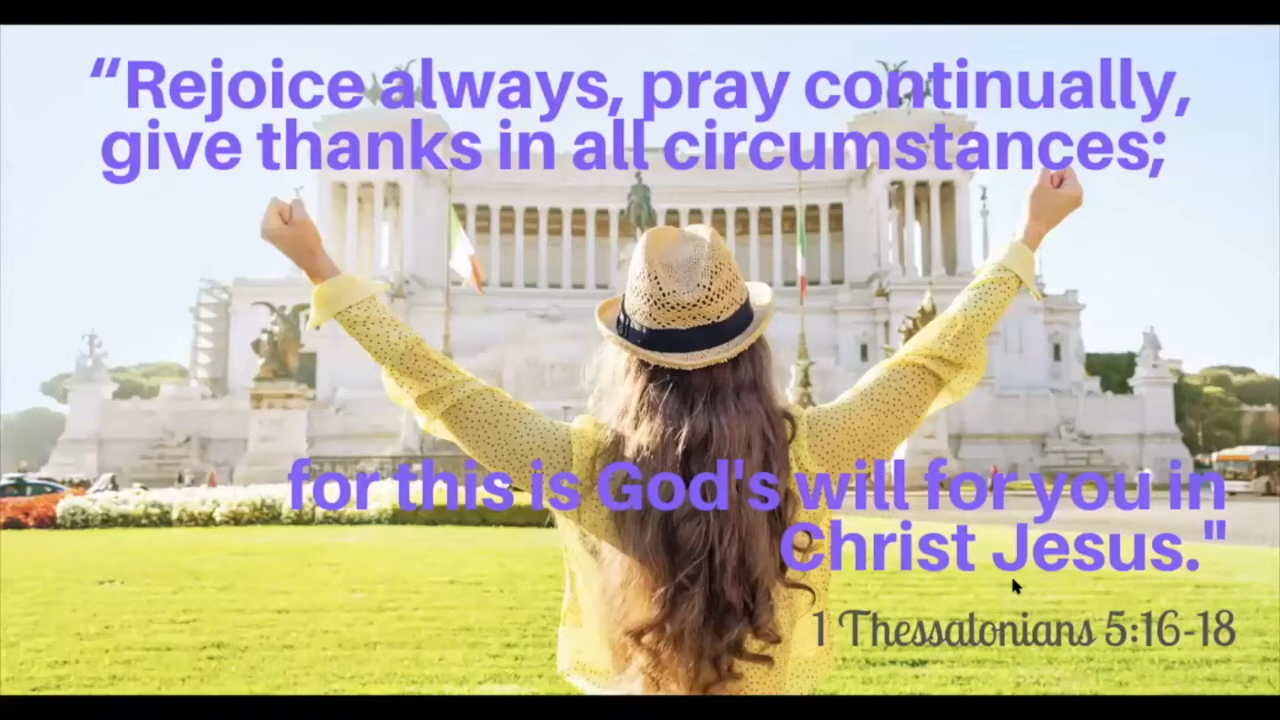 “Rejoice always, pray continually,
give thanks in all circumstances;
for this is God's will for you in
Christ Jesus."
1 Thessalonians 5:16-18